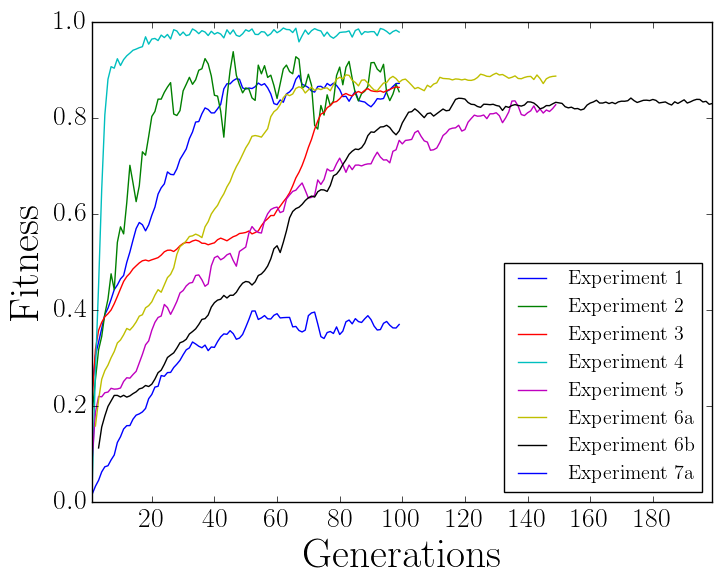 1.0
0.8
0.6
0.4
0.2
0.0
Fitness
20 40 60 80 100 120 140 160 180
Generations
Experiment 1
Experiment 2
Experiment 3
Experiment 4
Experiment 5
Experiment 6a
Experiment 6b
Experiment 7a